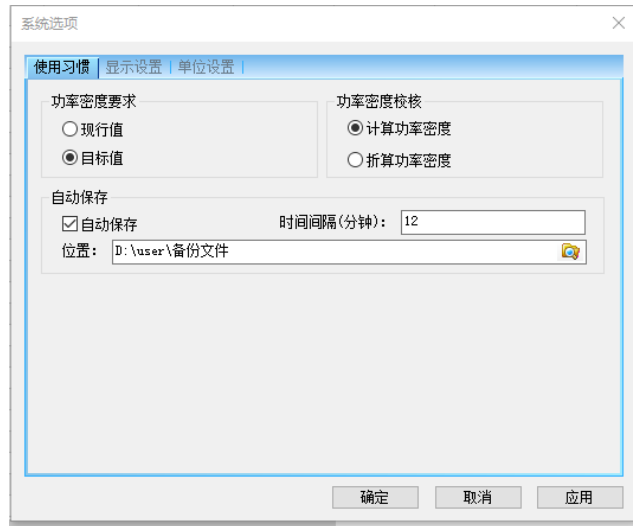 系统选项
使用习惯 显示设置 单位设置
功率密度要求
现行值
目标值
功率密度校核
计算功率密度
折算功率密度
自动保存
自动保存 时间间隔(分钟): 12
位置: D:\user\备份文件
确定 取消 应用